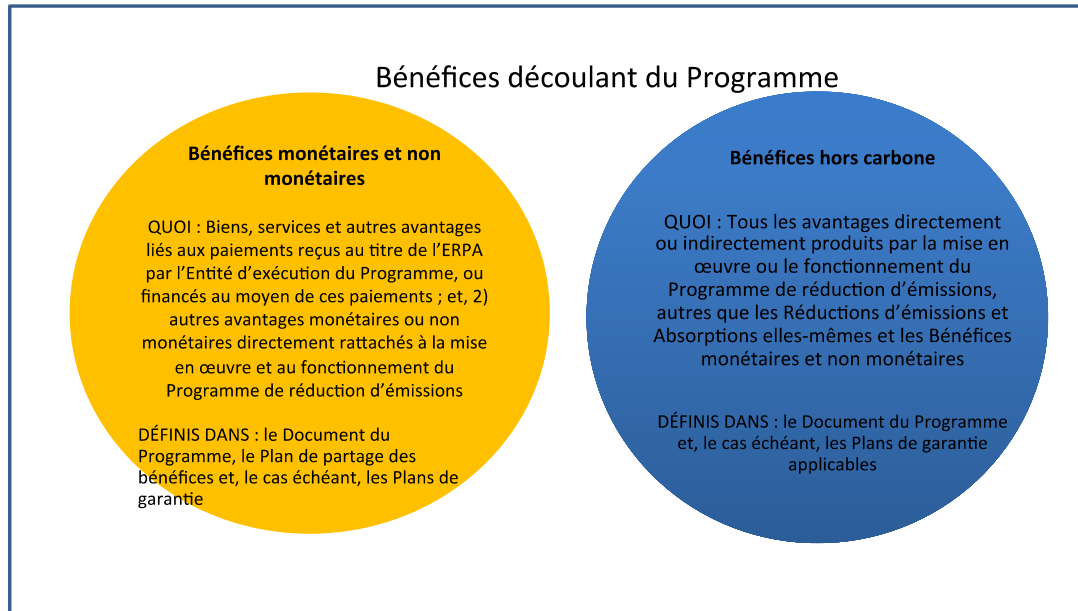 Bénéfices découlant du Programme
Bénéfices monétaires et non
monétaires
QUOI : Biens, services et autres avantages
liés aux paiements reçus au titre de l’ERPA
par l’Entité d’exécution du Programme, ou
financés au moyen de ces paiements ; et, 2)
autres avantages monétaires ou non
monétaires directement rattachés à la mise
en œuvre et au fonctionnement du
Programme de réduction d’émissions
DÉFINIS DANS : le Document du
Programme, le Plan de partage des
bénéfices et, le cas échéant, les Plans de
garantie
Bénéfices hors carbone
QUOI : Tous les avantages directement
ou indirectement produits par la mise en
œuvre ou le fonctionnement du
Programme de réduction d’émissions,
autres que les Réductions d’émissions et
Absorptions elles-mêmes et les Bénéfices
monétaires et non monétaires
DÉFINIS DANS : le Document du Programme
et, le cas échéant, les Plans de garantie
applicables